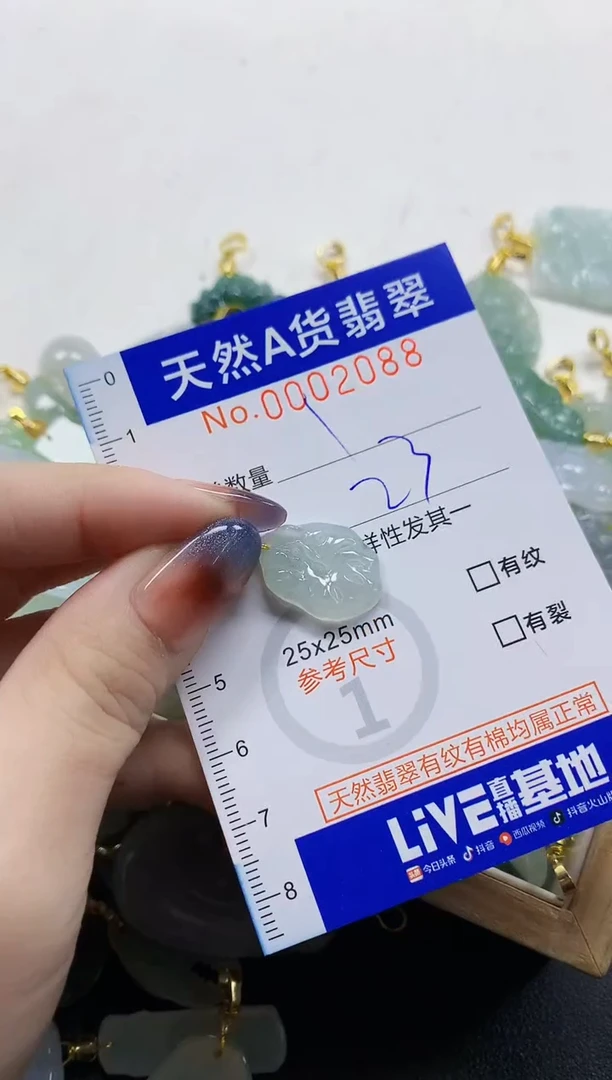 天然A货翡翠
No.0002088
0
1
数量
1
23
样性发其一
有纹
有裂
25x25mm
参考尺寸
1
5
6
7
8
天然翡翠有纹有棉均属正常
LiVE直播基地
今日头条 抖音 西瓜视频 抖音火山版